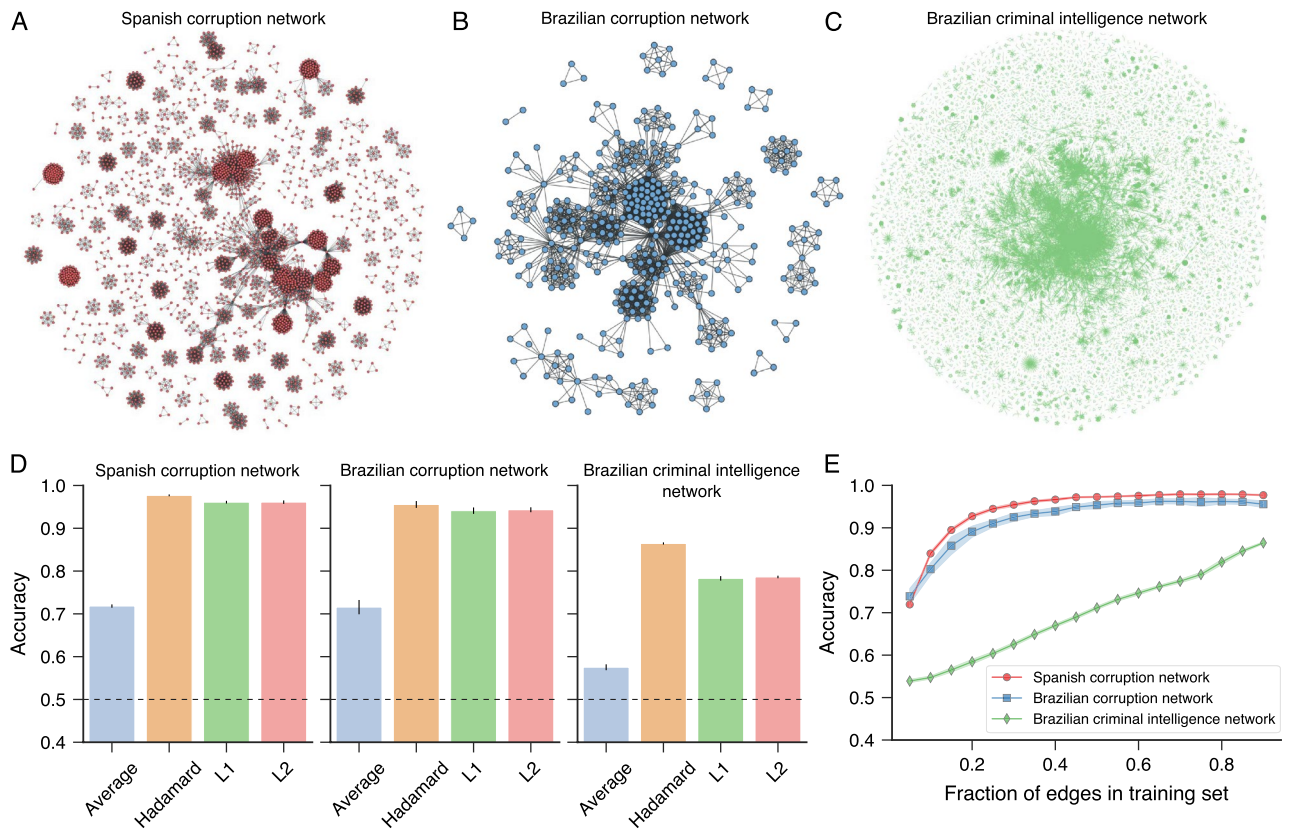 A
Spanish corruption network
B
Brazilian corruption network
C
Brazilian criminal intelligence network
D
Spanish corruption network
Brazilian corruption network
Brazilian criminal intelligence
network
Accuracy
1.0
0.9
0.8
0.7
0.6
0.5
0.4
Average
Hadamard
L1
L2
Average
Hadamard
L1
L2
Average
Hadamard
L1
L2
E
Accuracy
1.0
0.9
0.8
0.7
0.6
0.5
0.4
Spanish corruption network
Brazilian corruption network
Brazilian criminal intelligence network
0.2
0.4
0.6
0.8
Fraction of edges in training set